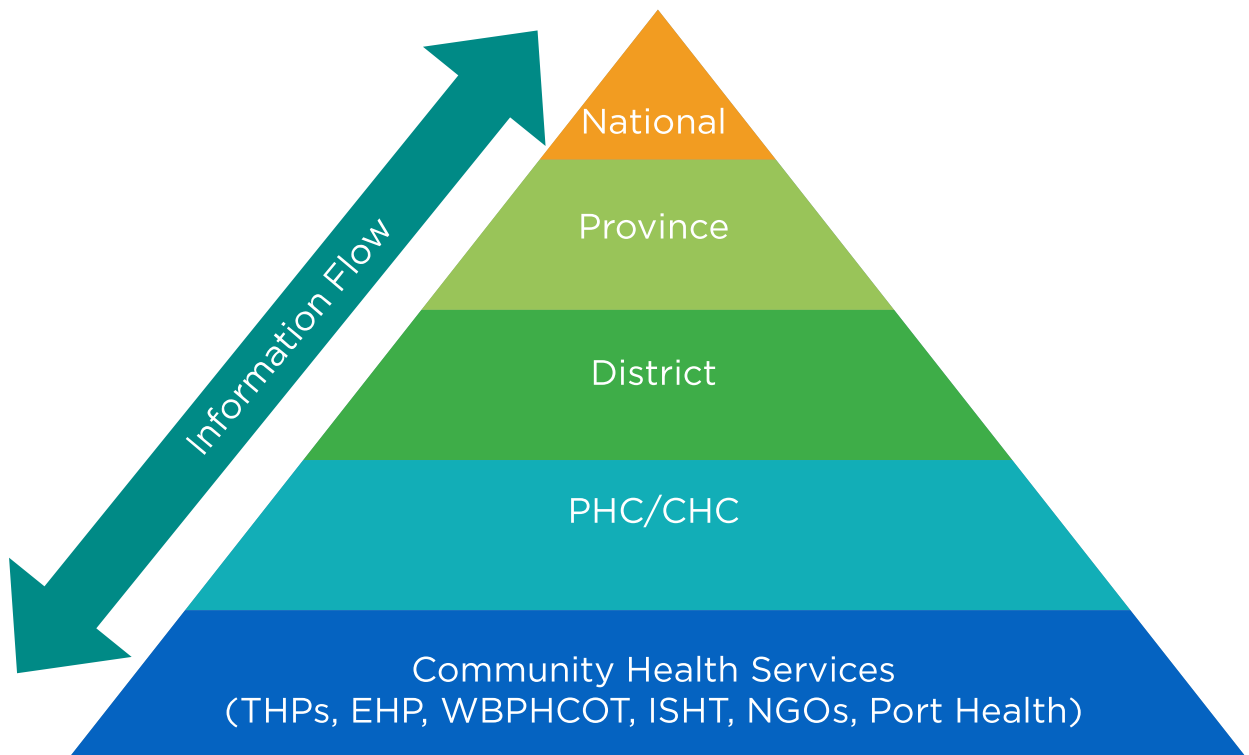 National
Province
Information Flow
District
PHC/CHC
Community Health Services
(THPs, EHP, WBPHCOT, ISHT, NGOs, Port Health)